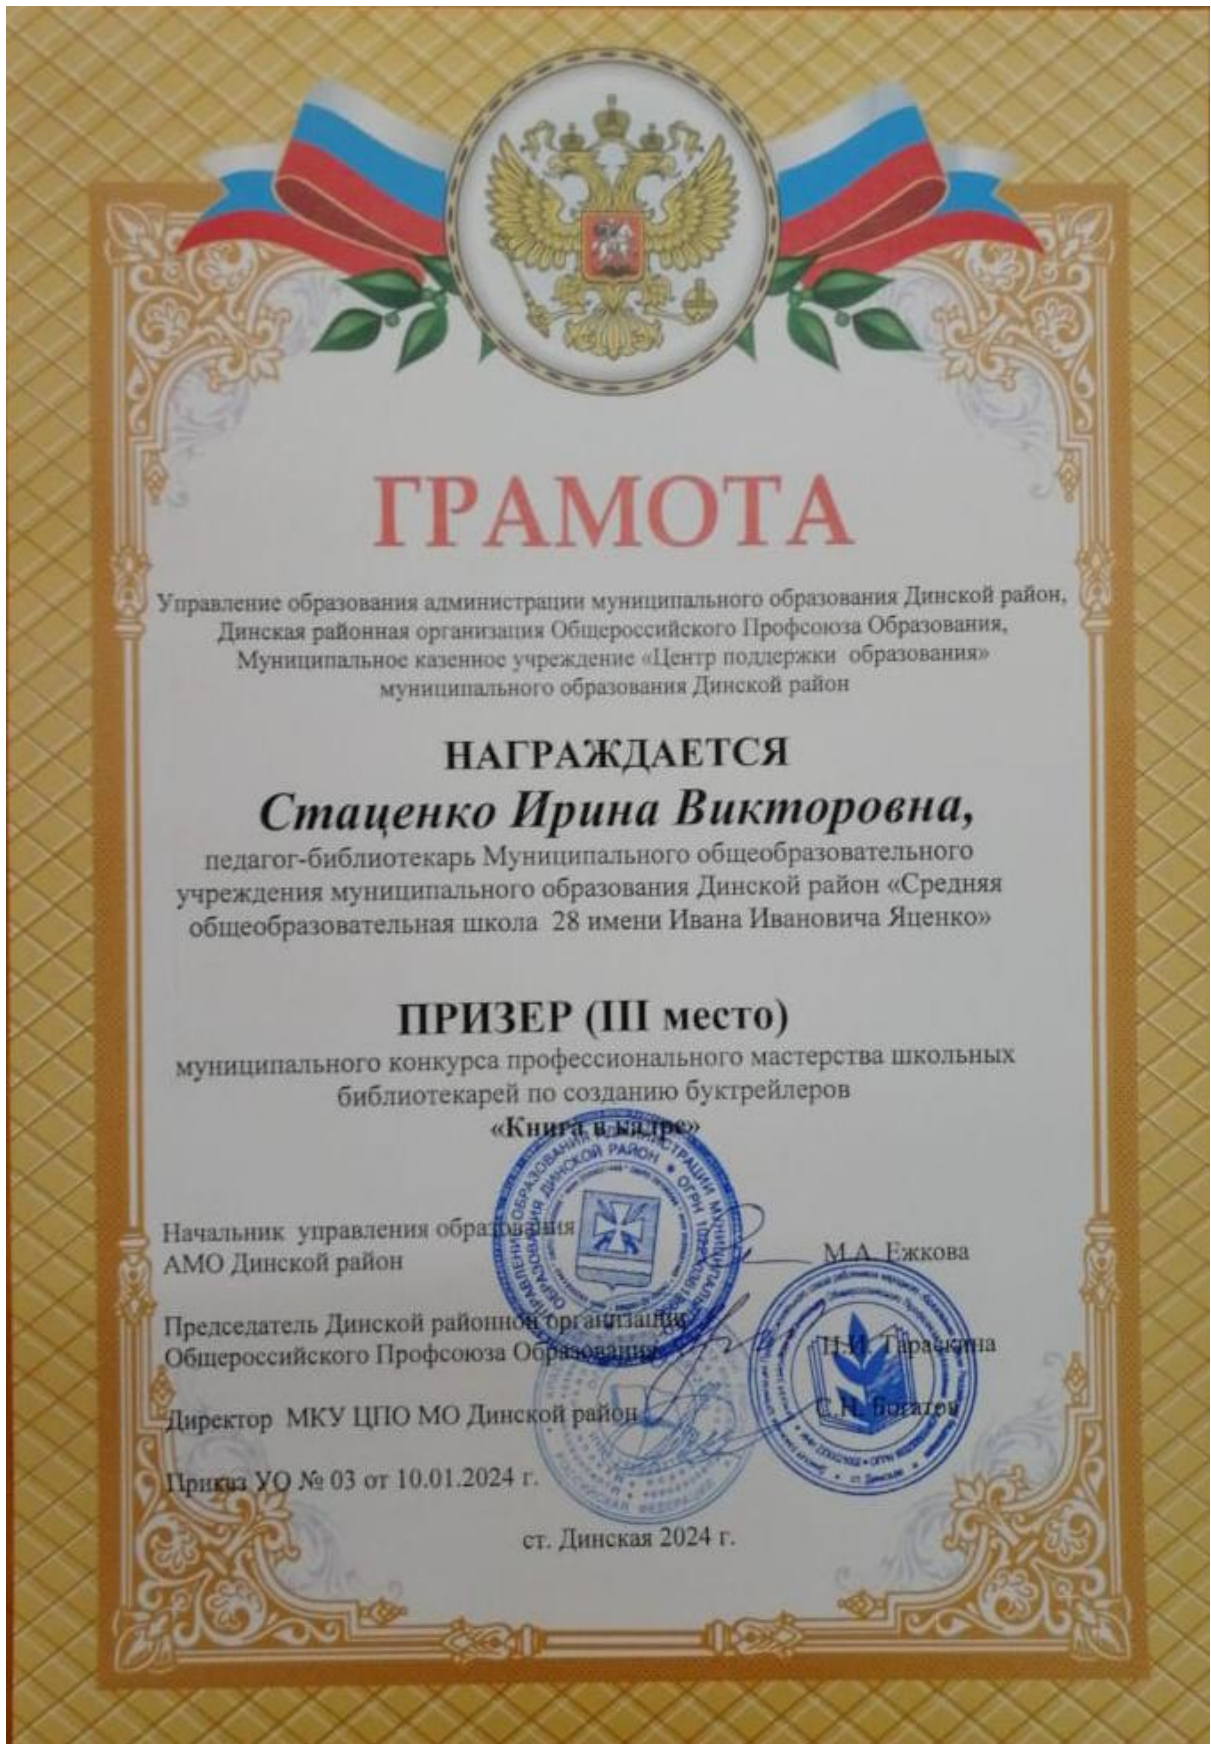 ГРАМОТА
Управление образования администрации муниципального образования Динской район,
Динская районная организация Общероссийского Профсоюза Образования,
Муниципальное казенное учреждение «Центр поддержки образования»
муниципального образования Динской район
НАГРАЖДАЕТСЯ
Стаценко Ирина Викторовна,
педагог-библиотекарь Муниципального общеобразовательного
учреждения муниципального образования Динской район «Средняя
общеобразовательная школа 28 имени Ивана Ивановича Яценко»
ПРИЗЕР (III место)
муниципального конкурса профессионального мастерства школьных
библиотекарей по созданию буктрейлеров
«Книга в кадре»
Начальник управления образования
АМО Динской район М.А. Ежкова
Председатель Динской районной организации
Общероссийского Профсоюза Образования Н.И. Тараскина
Директор МКУ ЦПО МО Динской район С.Н. Богатов
Приказ УО № 03 от 10.01.2024 г.
ст. Динская 2024 г.